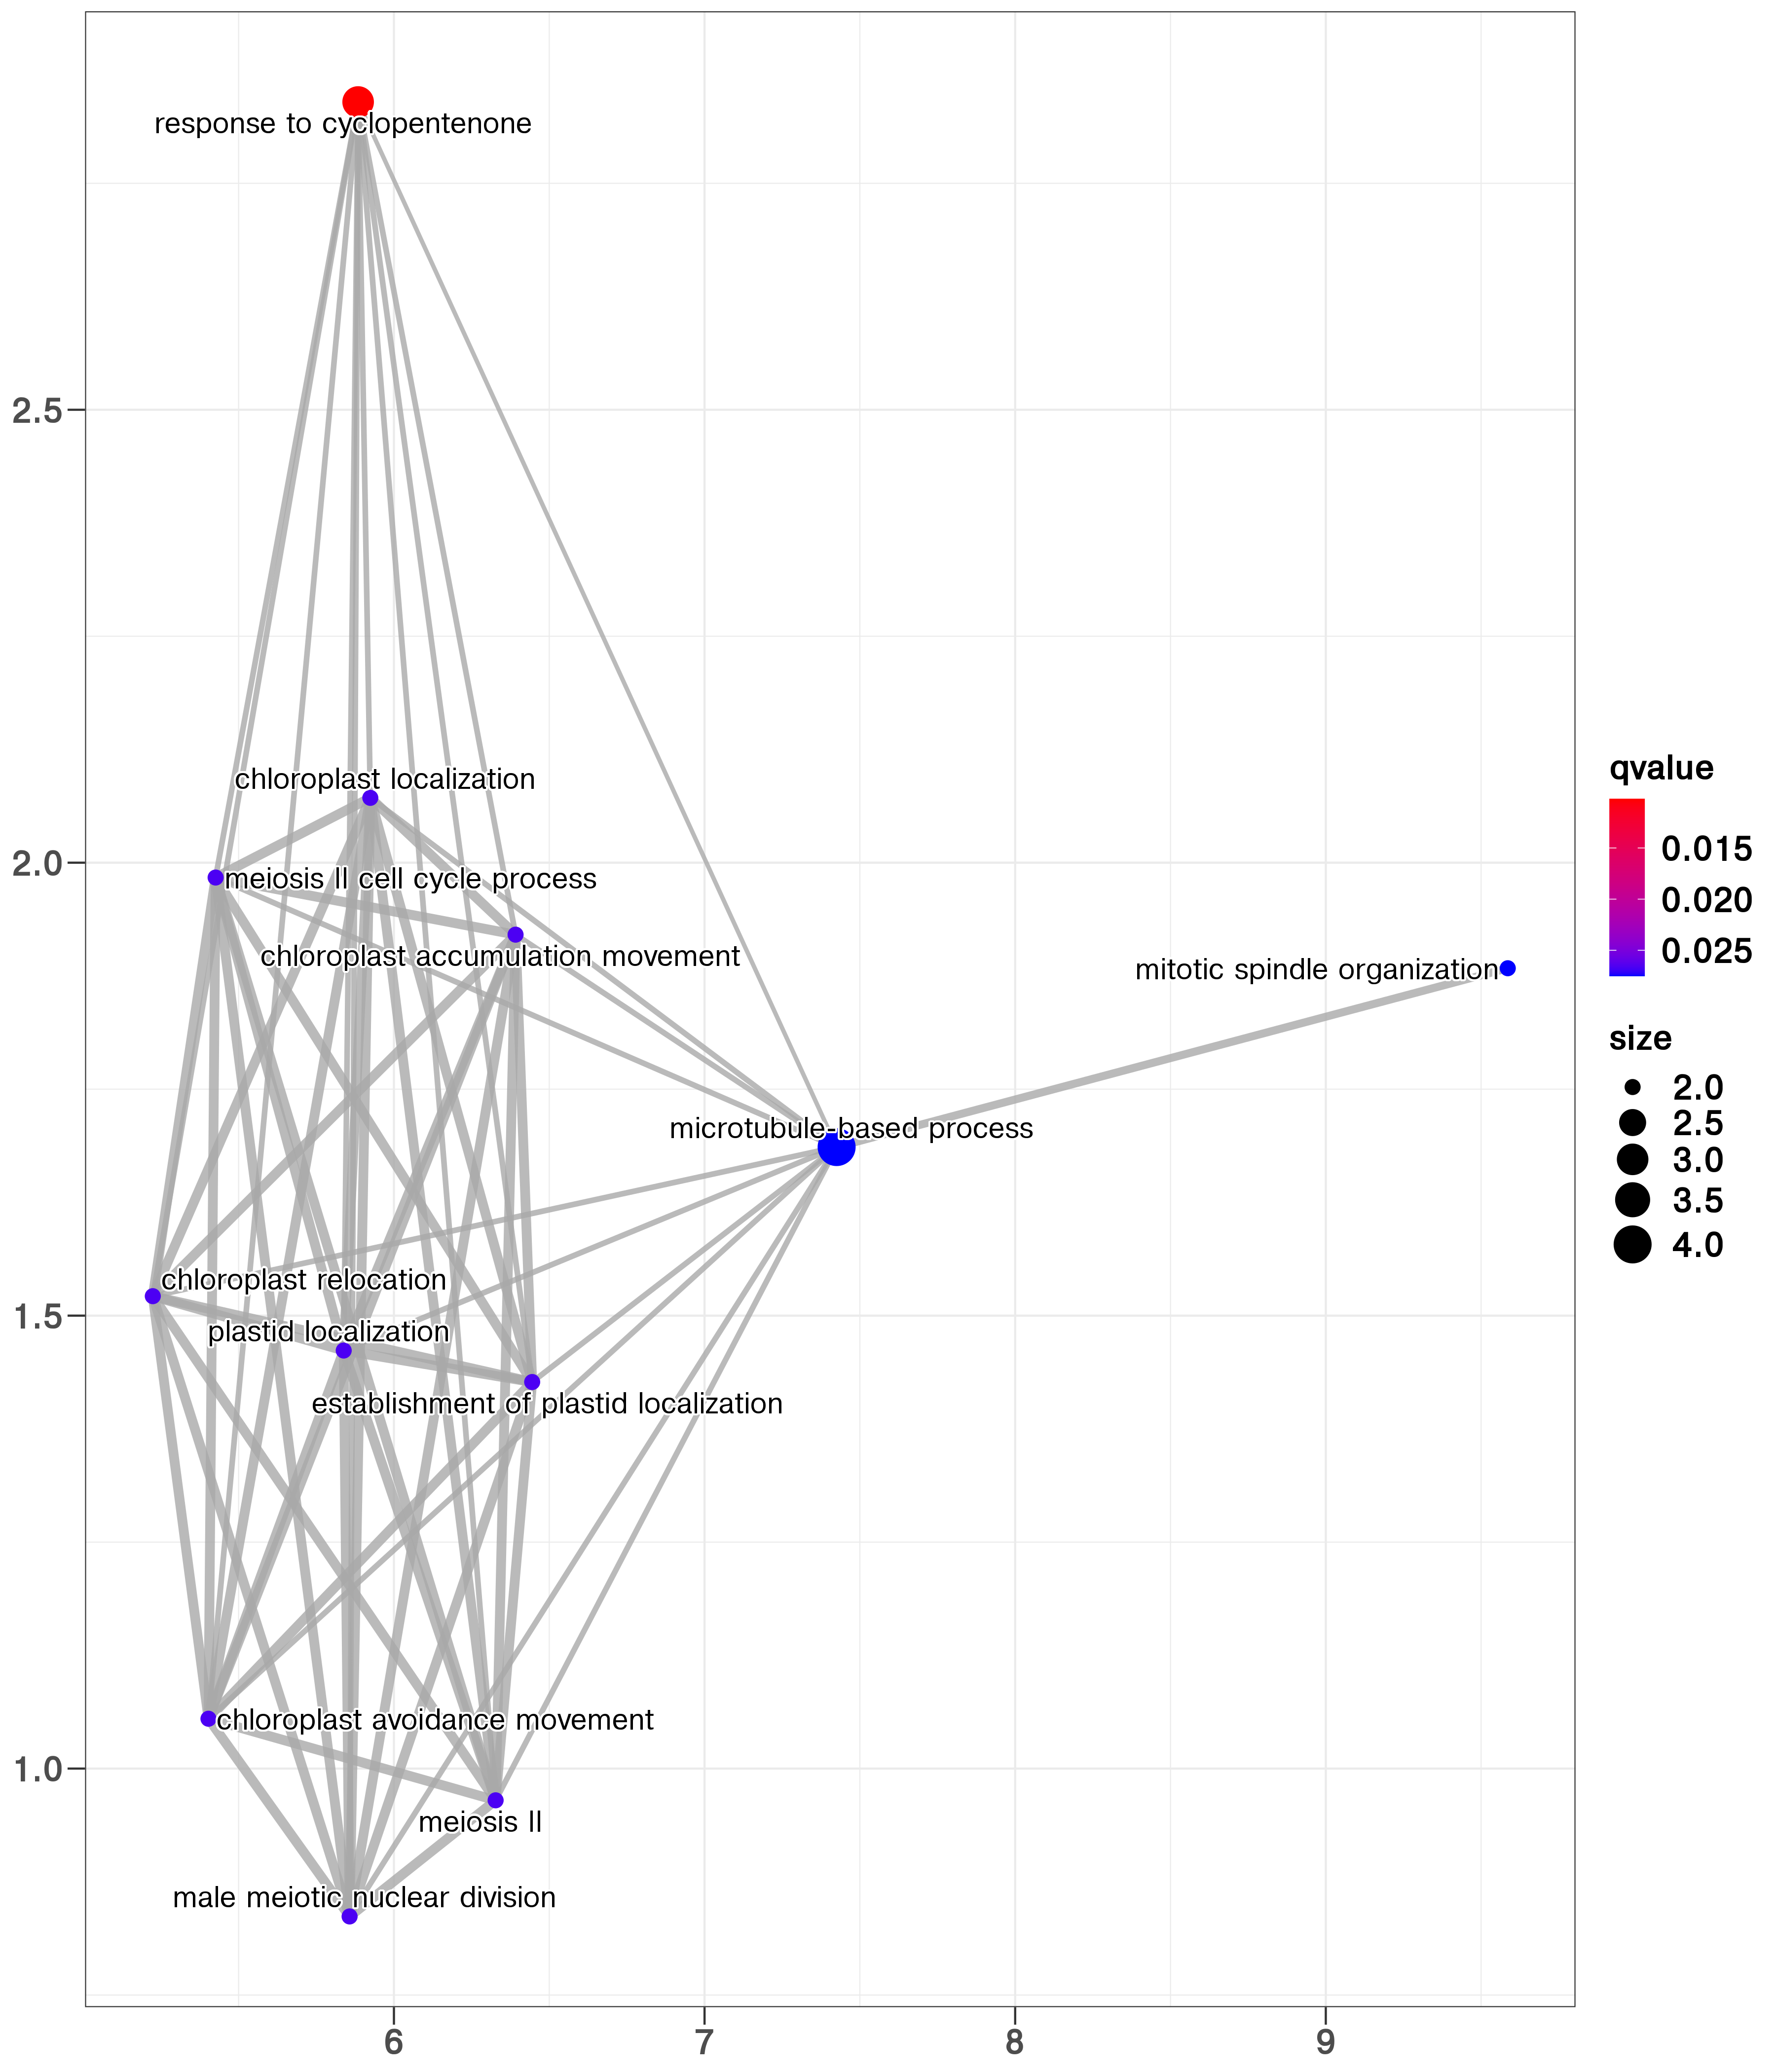 response to cyclopentenone
2.5
chloroplast localization
qvalue
0.015
0.020
0.025
2.0
meiosis II cell cycle process
chloroplast accumulation movement
mitotic spindle organization
size
2.0
2.5
3.0
3.5
4.0
microtubule-based process
chloroplast relocation
1.5
plastid localization
establishment of plastid localization
chloroplast avoidance movement
1.0
meiosis II
male meiotic nuclear division
6 7 8 9